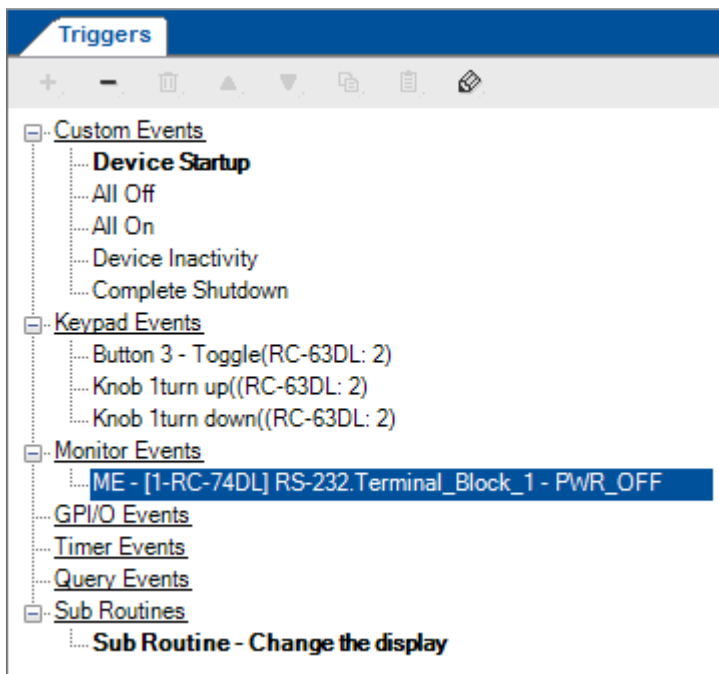 Triggers
Custom Events
Device Startup
All Off
All On
Device Inactivity
Complete Shutdown
Keypad Events
Button 3 - Toggle(RC-63DL: 2)
Knob 1turn up((RC-63DL: 2)
Knob 1turn down((RC-63DL: 2)
Monitor Events
ME - [1-RC-74DL] RS-232.Terminal_Block_1 - PWR_OFF
GPI/O Events
Timer Events
Query Events
Sub Routines
Sub Routine - Change the display